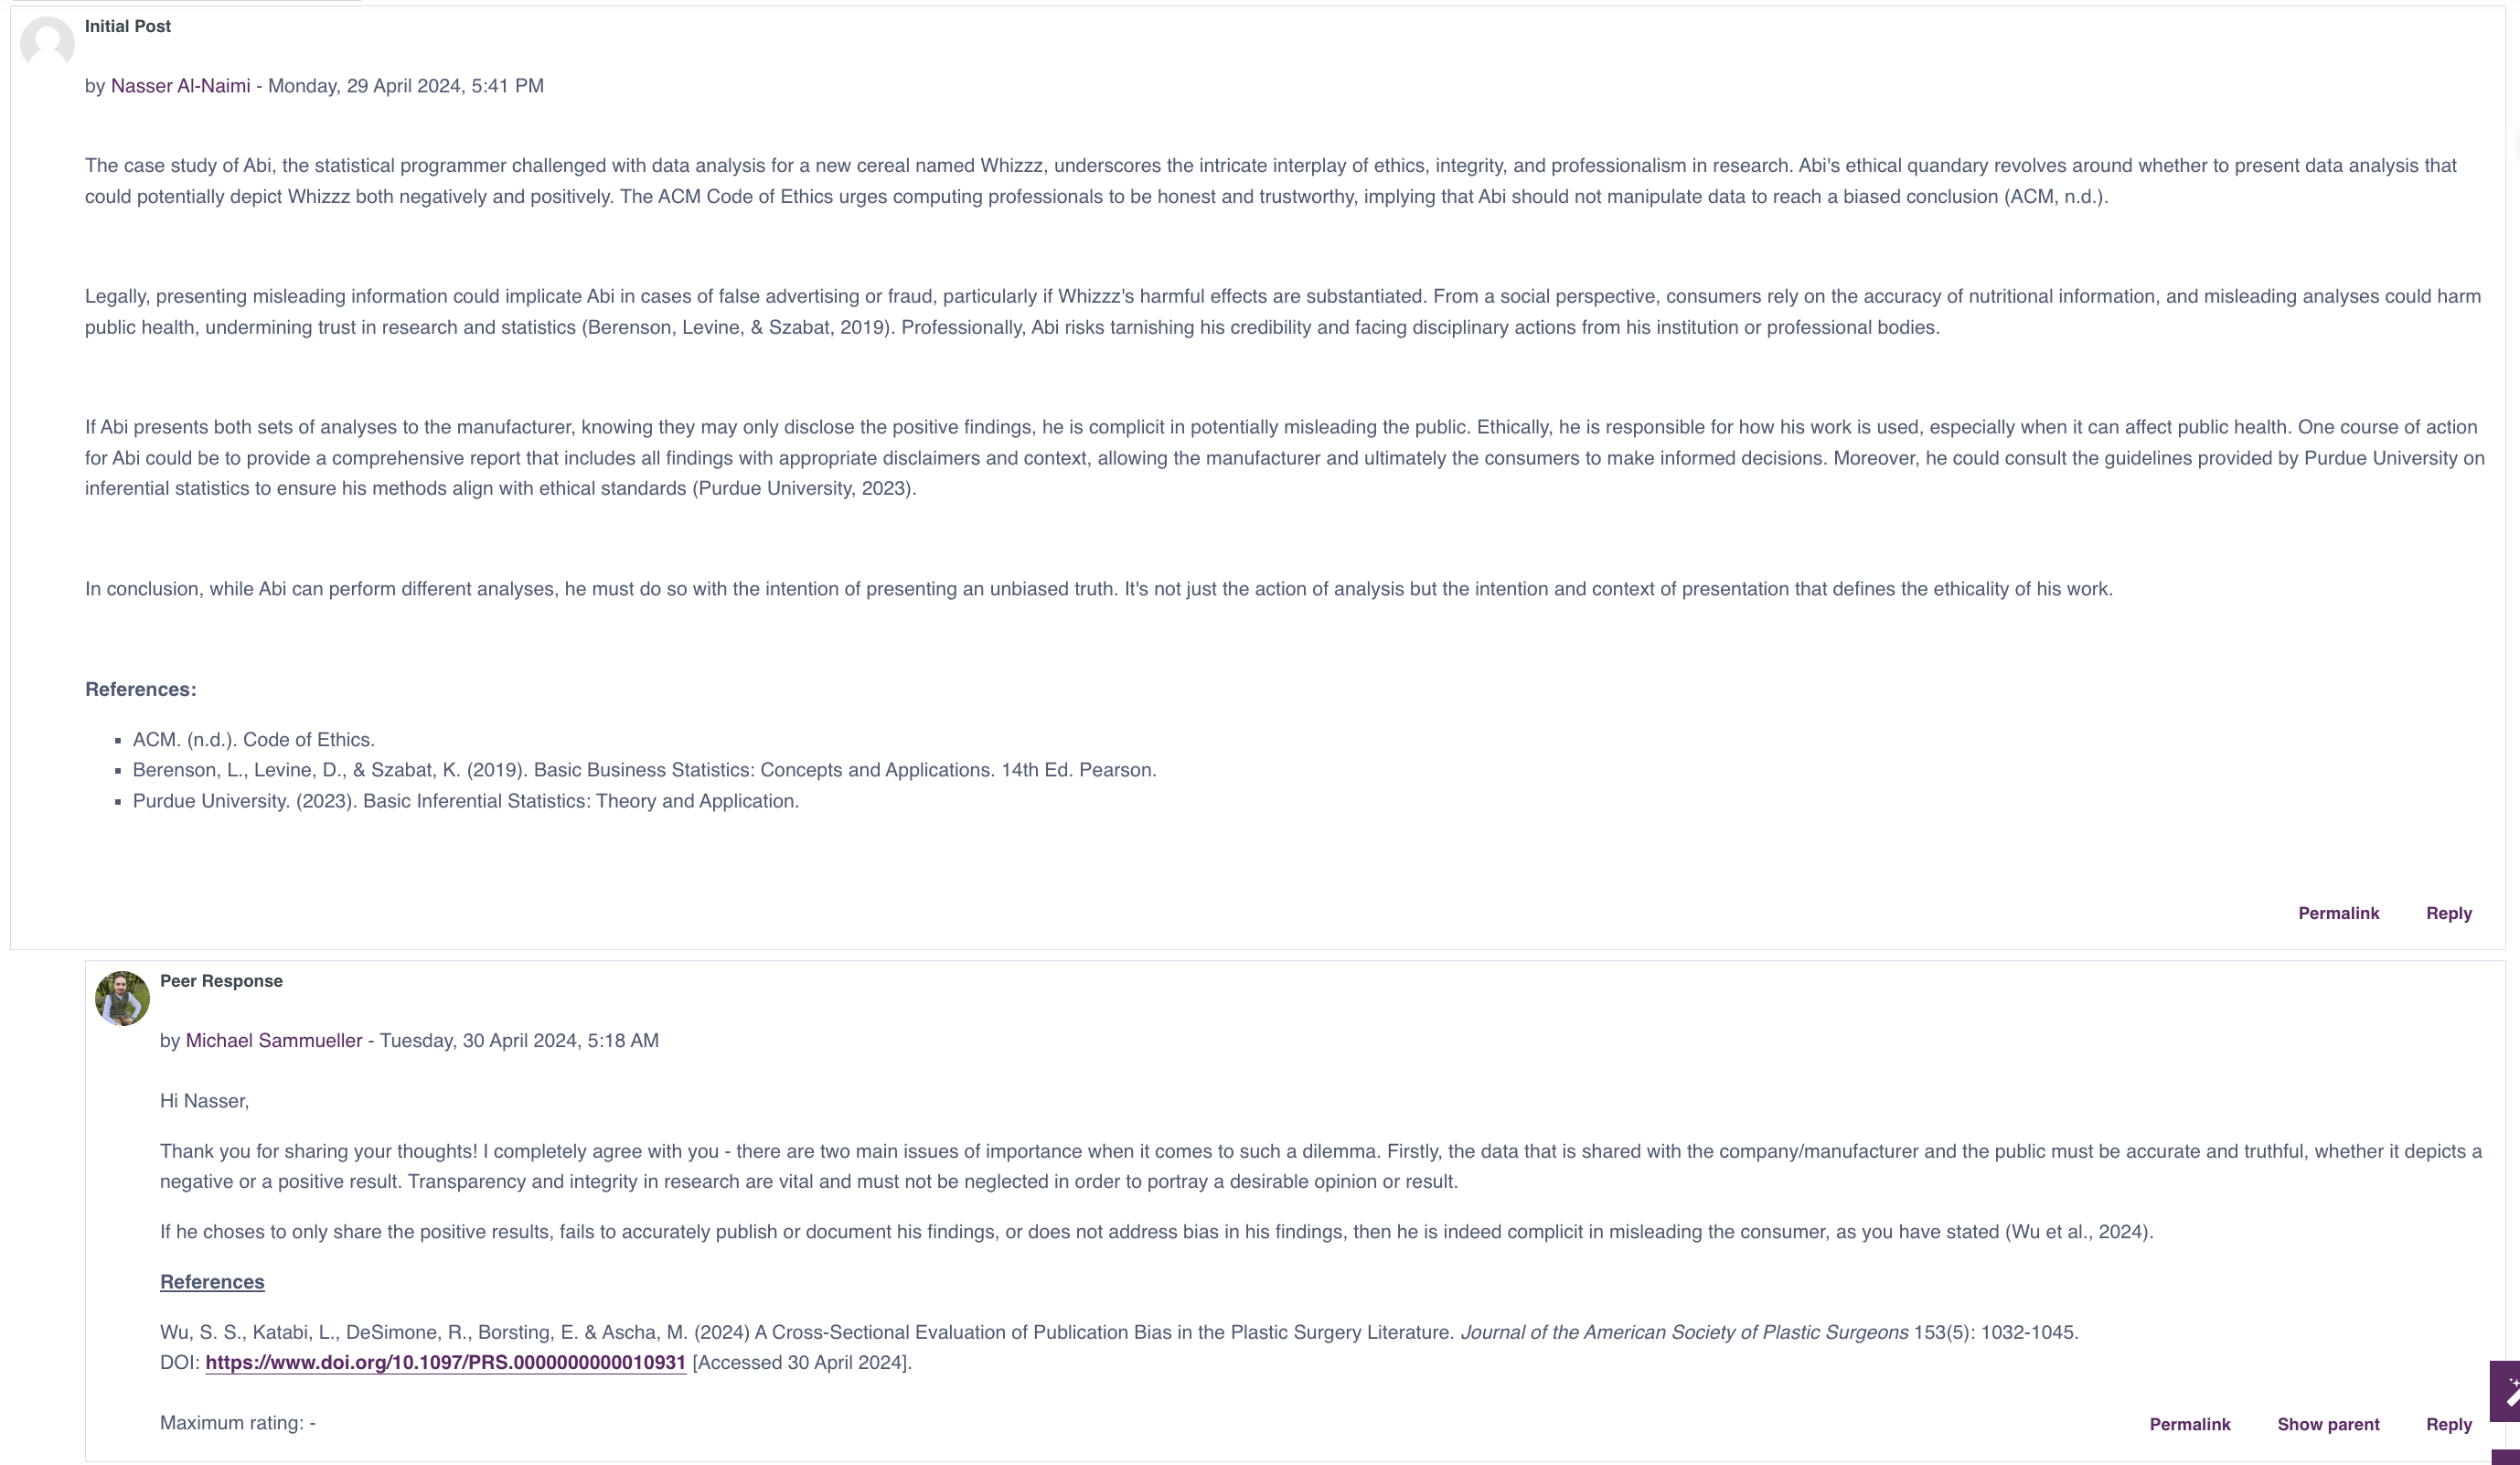 Initial Post
by Nasser Al-Naimi - Monday, 29 April 2024, 5:41 PM
The case study of Abi, the statistical programmer challenged with data analysis for a new cereal named Whizzz, underscores the intricate interplay of ethics, integrity, and professionalism in research. Abi's ethical quandary revolves around whether to present data analysis that
could potentially depict Whizzz both negatively and positively. The ACM Code of Ethics urges computing professionals to be honest and trustworthy, implying that Abi should not manipulate data to reach a biased conclusion (ACM, n.d.).
Legally, presenting misleading information could implicate Abi in cases of false advertising or fraud, particularly if Whizzz's harmful effects are substantiated. From a social perspective, consumers rely on the accuracy of nutritional information, and misleading analyses could harm
public health, undermining trust in research and statistics (Berenson, Levine, & Szabat, 2019). Professionally, Abi risks tarnishing his credibility and facing disciplinary actions from his institution or professional bodies.
If Abi presents both sets of analyses to the manufacturer, knowing they may only disclose the positive findings, he is complicit in potentially misleading the public. Ethically, he is responsible for how his work is used, especially when it can affect public health. One course of action
for Abi could be to provide a comprehensive report that includes all findings with appropriate disclaimers and context, allowing the manufacturer and ultimately the consumers to make informed decisions. Moreover, he could consult the guidelines provided by Purdue University on
inferential statistics to ensure his methods align with ethical standards (Purdue University, 2023).
In conclusion, while Abi can perform different analyses, he must do so with the intention of presenting an unbiased truth. It's not just the action of analysis but the intention and context of presentation that defines the ethicality of his work.
References:
▪ ACM. (n.d.). Code of Ethics.
▪ Berenson, L., Levine, D., & Szabat, K. (2019). Basic Business Statistics: Concepts and Applications. 14th Ed. Pearson.
▪ Purdue University. (2023). Basic Inferential Statistics: Theory and Application.
Permalink Reply
Peer Response
by Michael Sammueller - Tuesday, 30 April 2024, 5:18 AM
Hi Nasser,
Thank you for sharing your thoughts! I completely agree with you - there are two main issues of importance when it comes to such a dilemma. Firstly, the data that is shared with the company/manufacturer and the public must be accurate and truthful, whether it depicts a
negative or a positive result. Transparency and integrity in research are vital and must not be neglected in order to portray a desirable opinion or result.
If he choses to only share the positive results, fails to accurately publish or document his findings, or does not address bias in his findings, then he is indeed complicit in misleading the consumer, as you have stated (Wu et al., 2024).
References
Wu, S. S., Katabi, L., DeSimone, R., Borsting, E. & Ascha, M. (2024) A Cross-Sectional Evaluation of Publication Bias in the Plastic Surgery Literature. Journal of the American Society of Plastic Surgeons 153(5): 1032-1045.
DOI: https://www.doi.org/10.1097/PRS.0000000000010931 [Accessed 30 April 2024].
Maximum rating: -
Permalink Show parent Reply